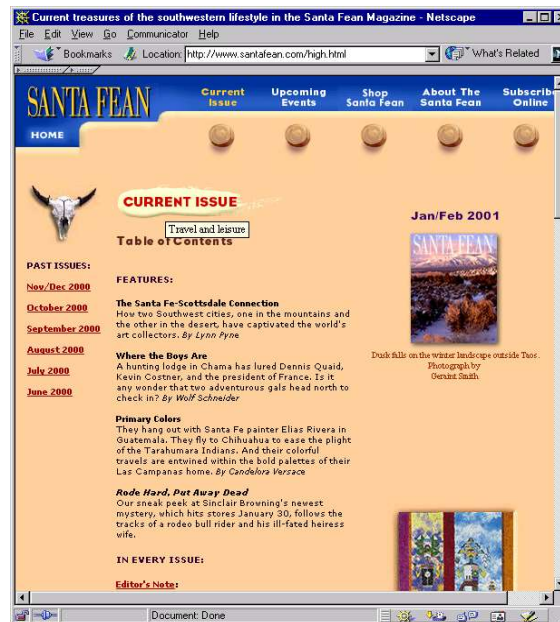 Current treasures of the southwestern lifestyle in the Santa Fean Magazine - Netscape
File Edit View Go Communicator Help
Bookmarks Location: http://www.santafean.com/high.html What's Related
SANTA FEAN
Current Issue
Upcoming Events
Shop Santa Fean
About The Santa Fean
Subscribe Online
HOME
CURRENT ISSUE
Travel and leisure
Table of Contents
Jan/Feb 2001
SANTA FEAN
Dusk falls on the winter landscape outside Taos.
Photograph by
Geraint Smith
PAST ISSUES:
Nov/Dec 2000
October 2000
September 2000
August 2000
July 2000
June 2000
FEATURES:
The Santa Fe-Scottsdale Connection
How two Southwest cities, one in the mountains and
the other in the desert, have captivated the world's
art collectors. By Lynn Pyne
Where the Boys Are
A hunting lodge in Chama has lured Dennis Quaid,
Kevin Costner, and the president of France. Is it
any wonder that two adventurous gals head north to
check in? By Wolf Schneider
Primary Colors
They hang out with Santa Fe painter Elias Rivera in
Guatemala. They fly to Chihuahua to ease the plight
of the Tarahumara Indians. And their colorful
travels are entwined within the bold palettes of their
Las Campanas home. By Candelora Versace
Rode Hard, Put Away Dead
Our sneak peek at Sinclair Browning's newest
mystery, which hits stores January 30, follows the
tracks of a rodeo bull rider and his ill-fated heiress
wife.
IN EVERY ISSUE:
Editor's Note:
Document: Done